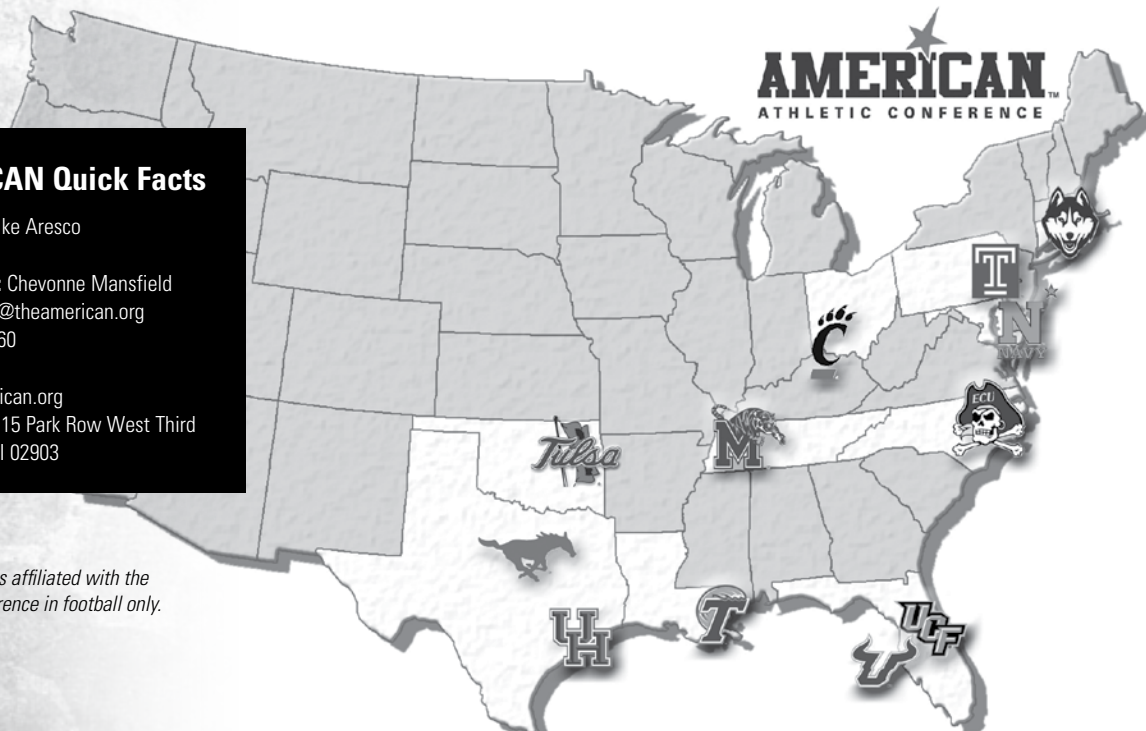 AMERICAN™
ATHLETIC CONFERENCE
CAN Quick Facts
ke Aresco
: Chevonne Mansfield
@theamerican.org
60
ican.org
15 Park Row West Third
I 02903
s affiliated with the
rence in football only.
T
N
NAVY
C
ECU
M
Tulsa
UH
T
UCF
U